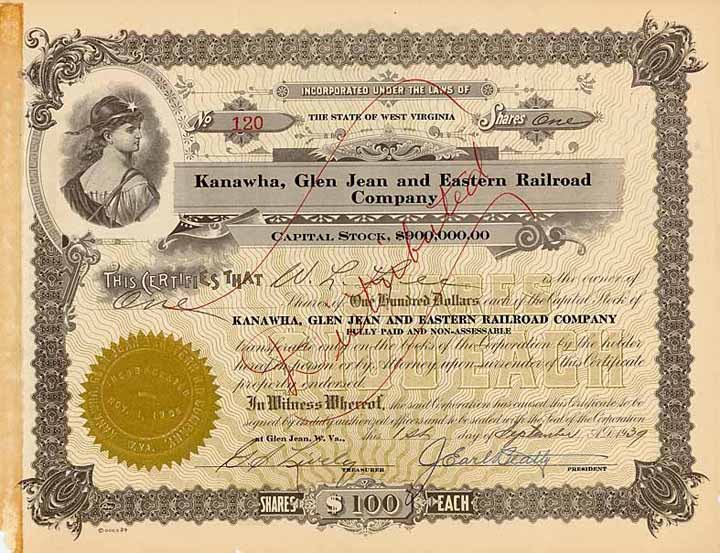 INCORPORATED UNDER THE LAWS OF
No 120 THE STATE OF WEST VIRGINIA Shares One
Kanawha, Glen Jean and Eastern Railroad
Company
CAPITAL STOCK, $900,000.00
THIS CERTIFIES THAT W. L. is the owner of
One Shares of One Hundred Dollars each of the Capital Stock of
KANAWHA, GLEN JEAN AND EASTERN RAILROAD COMPANY
FULLY PAID AND NON-ASSESSABLE
transferable only on the books of the Corporation by the holder
hereof in person or by Attorney, upon surrender of this Certificate
properly endorsed.
In Witness Whereof, the said Corporation has caused this Certificate to be
signed by its duly authorized officers and to be sealed with the Seal of the Corporation
at Glen Jean, W. Va., this 1st day of September A.D. 1939
J Earl Beatty
TREASURER PRESIDENT
SHARES $100 EACH
INCORPORATED
NOV. 1,
W.VA.